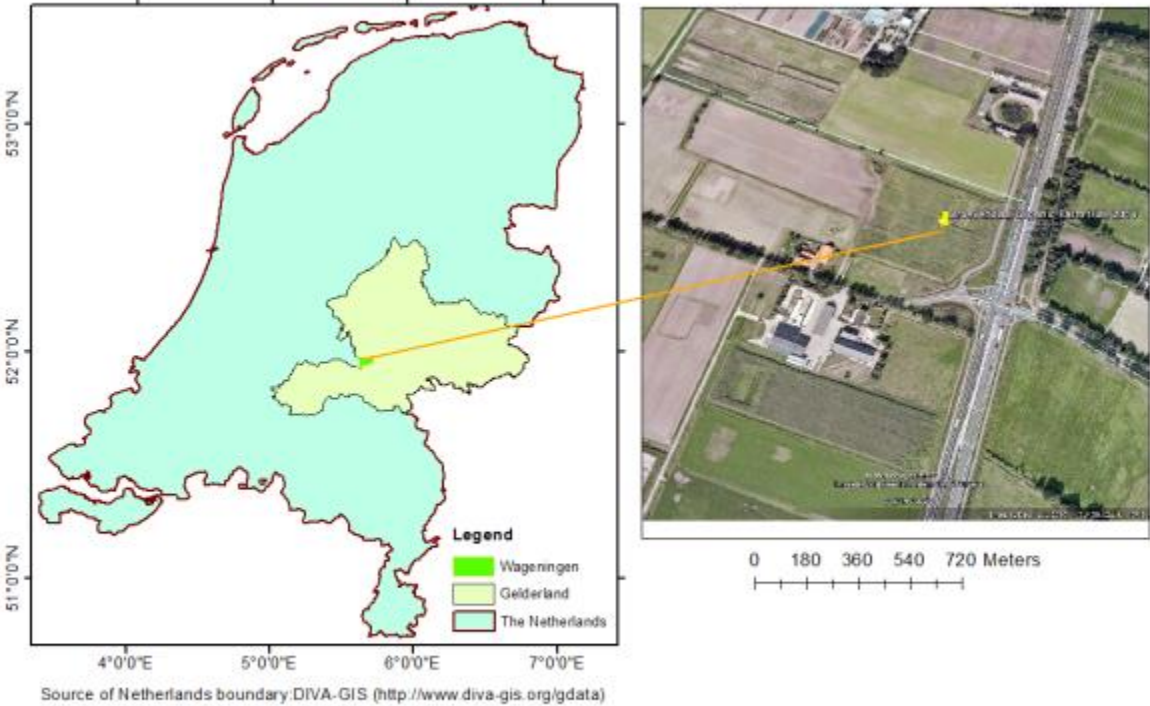 53°0'0"N
52°0'0"N
51°0'0"N
Legend
Wageningen
Gelderland
The Netherlands
4°0'0"E 5°0'0"E 6°0'0"E 7°0'0"E
Source of Netherlands boundary:DIVA-GIS (http://www.diva-gis.org/gdata)
0 180 360 540 720 Meters